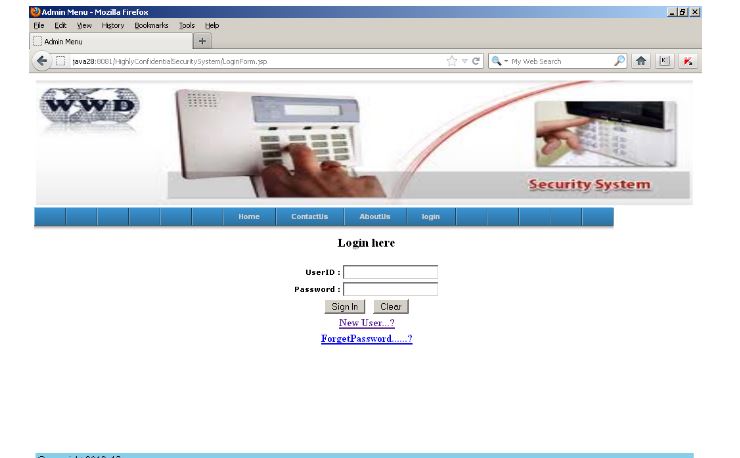 Admin Menu - Mozilla Firefox
File Edit View History Bookmarks Tools Help
Admin Menu
java28:8081/HighlyConfidentialSecuritySystem/LoginForm.jsp
My Web Search
WWD
Security System
Home ContactUs AboutUs login
Login here
UserID :
Password :
Sign In Clear
New User...?
ForgetPassword......?